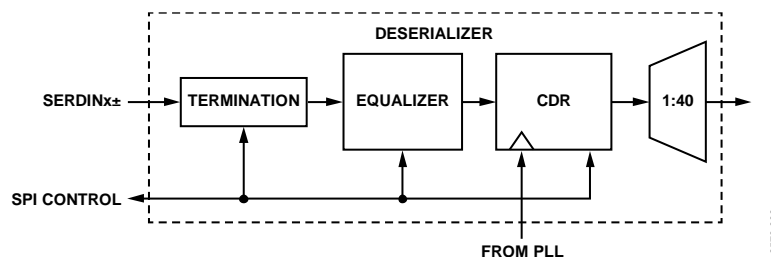 DESERIALIZER
SERDINx±
TERMINATION
EQUALIZER
CDR
1:40
SPI CONTROL
FROM PLL